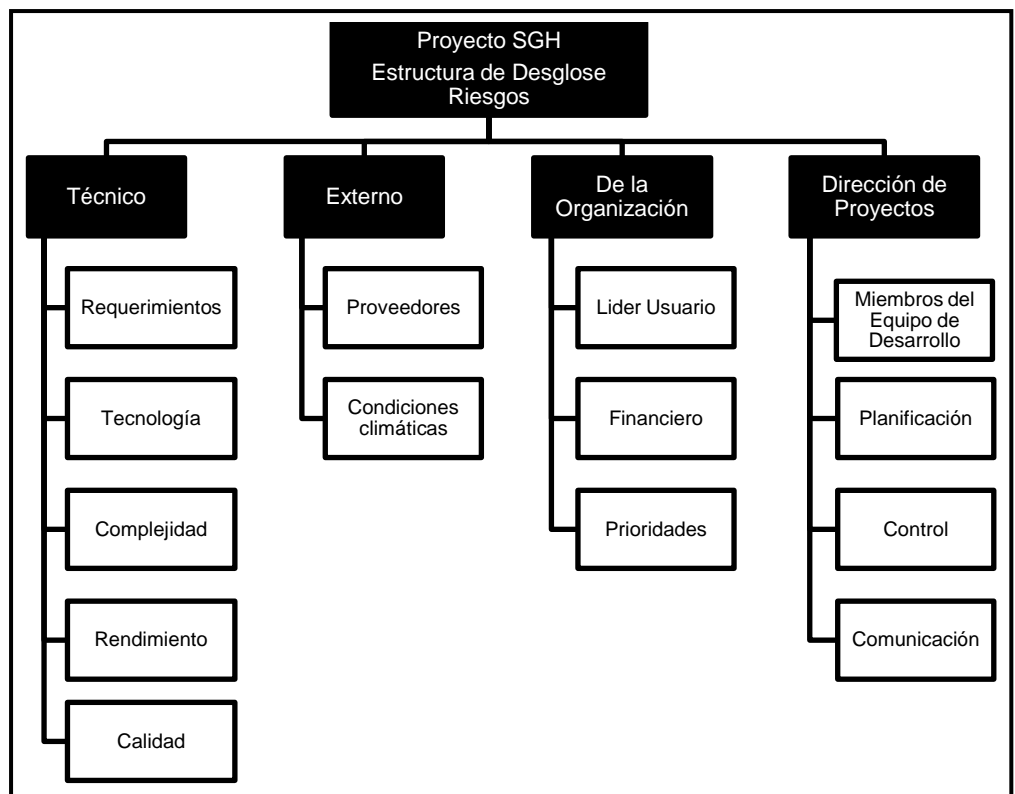 Proyecto SGH
Estructura de Desglose
Riesgos
Técnico
Externo
De la
Organización
Dirección de
Proyectos
Requerimientos
Tecnología
Complejidad
Rendimiento
Calidad
Proveedores
Condiciones
climáticas
Lider Usuario
Financiero
Prioridades
Miembros del
Equipo de
Desarrollo
Planificación
Control
Comunicación